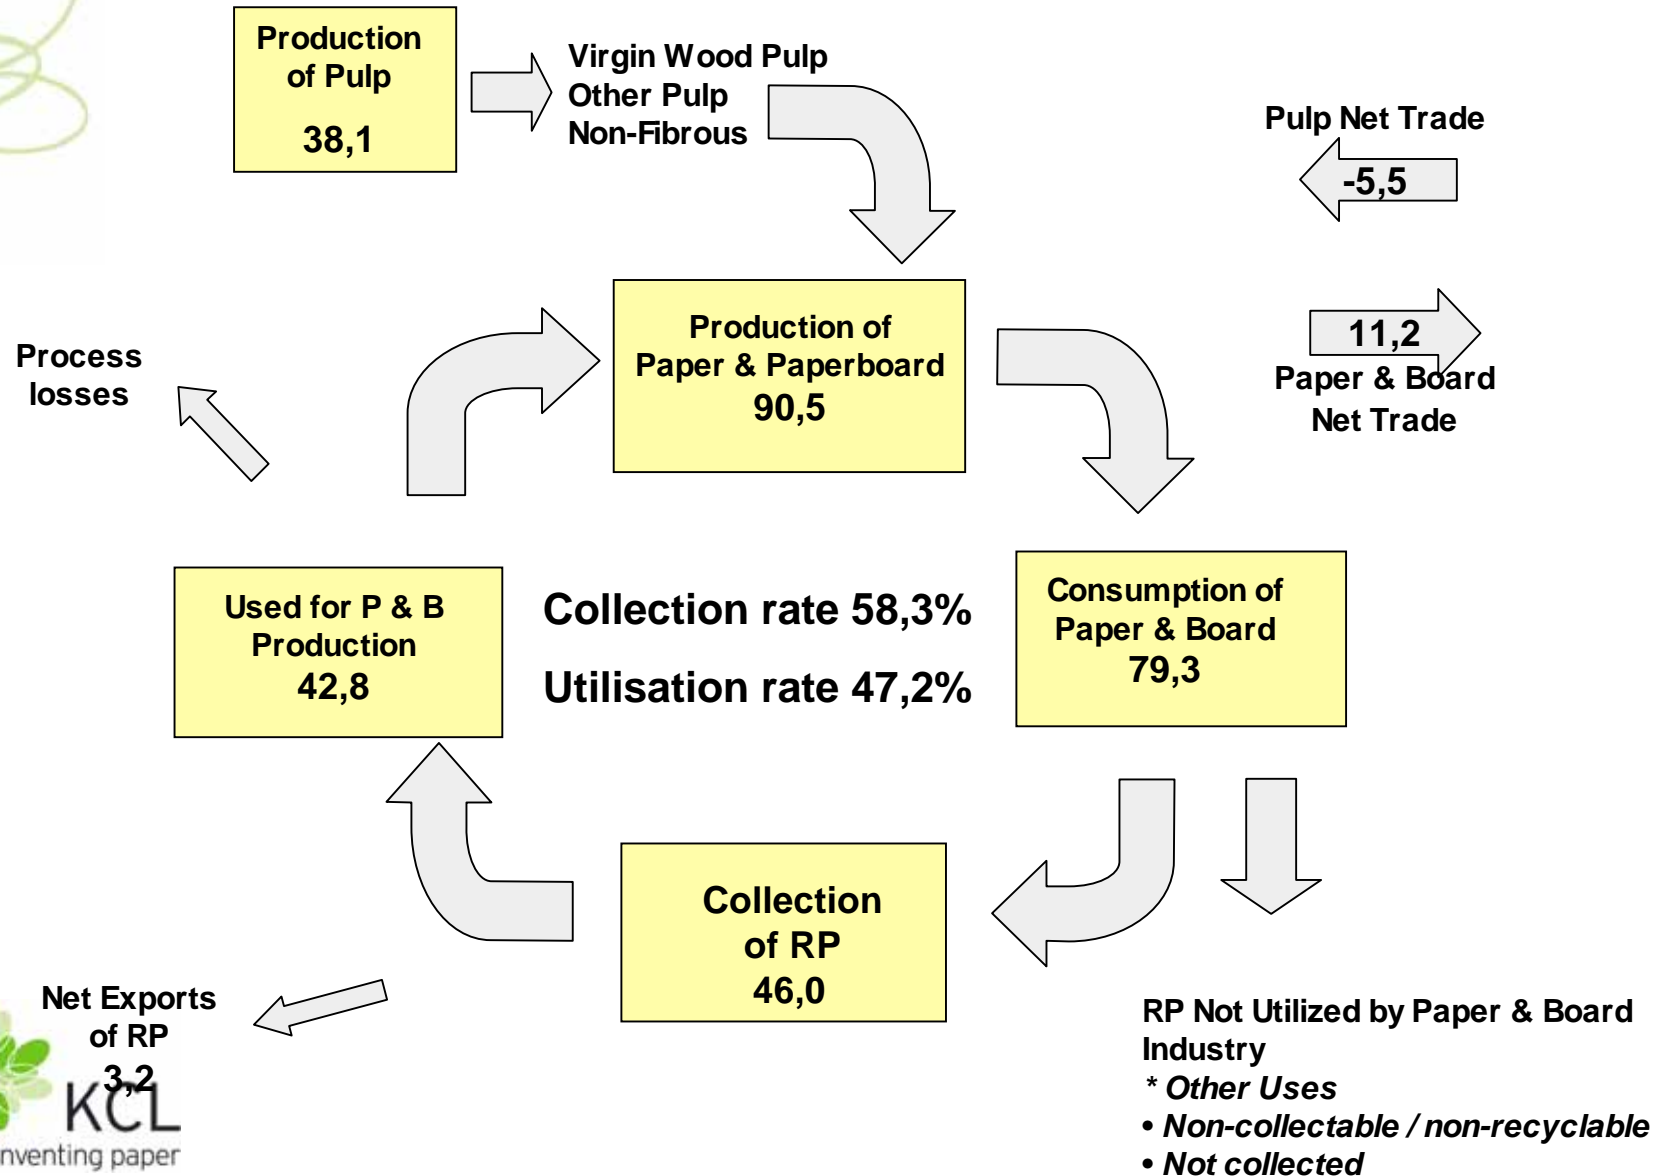 Production
of Pulp
38,1
Virgin Wood Pulp
Other Pulp
Non-Fibrous
Pulp Net Trade
-5,5
Production of
Paper & Paperboard
90,5
11,2
Paper & Board
Net Trade
Process
losses
Used for P & B
Production
42,8
Collection rate 58,3%
Utilisation rate 47,2%
Consumption of
Paper & Board
79,3
Collection
of RP
46,0
Net Exports
of RP
3,2
KCL
nventing paper
RP Not Utilized by Paper & Board
Industry
* Other Uses
• Non-collectable / non-recyclable
• Not collected